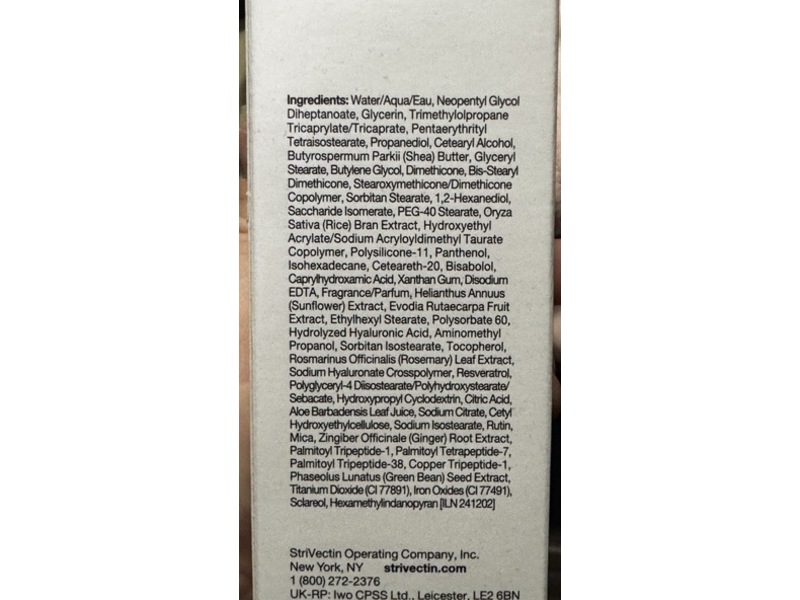 Ingredients: Water/Aqua/Eau, Neopentyl Glycol
Diheptanoate, Glycerin, Trimethylolpropane
Tricaprylate/Tricaprate, Pentaerythrityl
Tetraisostearate, Propanediol, Cetearyl Alcohol,
Butyrospermum Parkii (Shea) Butter, Glyceryl
Stearate, Butylene Glycol, Dimethicone, Bis-Stearyl
Dimethicone, Stearoxymethicone/Dimethicone
Copolymer, Sorbitan Stearate, 1,2-Hexanediol,
Saccharide Isomerate, PEG-40 Stearate, Oryza
Sativa (Rice) Bran Extract, Hydroxyethyl
Acrylate/Sodium Acryloyldimethyl Taurate
Copolymer, Polysilicone-11, Panthenol,
Isohexadecane, Ceteareth-20, Bisabolol,
Caprylhydroxamic Acid, Xanthan Gum, Disodium
EDTA, Fragrance/Parfum, Helianthus Annuus
(Sunflower) Extract, Evodia Rutaecarpa Fruit
Extract, Ethylhexyl Stearate, Polysorbate 60,
Hydrolyzed Hyaluronic Acid, Aminomethyl
Propanol, Sorbitan Isostearate, Tocopherol,
Rosmarinus Officinalis (Rosemary) Leaf Extract,
Sodium Hyaluronate Crosspolymer, Resveratrol,
Polyglyceryl-4 Diisostearate/Polyhydroxystearate/
Sebacate, Hydroxypropyl Cyclodextrin, Citric Acid,
Aloe Barbadensis Leaf Juice, Sodium Citrate, Cetyl
Hydroxyethylcellulose, Sodium Isostearate, Rutin,
Mica, Zingiber Officinale (Ginger) Root Extract,
Palmitoyl Tripeptide-1, Palmitoyl Tetrapeptide-7,
Palmitoyl Tripeptide-38, Copper Tripeptide-1,
Phaseolus Lunatus (Green Bean) Seed Extract,
Titanium Dioxide (CI 77891), Iron Oxides (CI 77491),
Sclareol, Hexamethylindanopyran [ILN 241202]
StriVectin Operating Company, Inc.
New York, NY strivectin.com
1 (800) 272-2376
UK-RP: Iwo CPSS Ltd., Leicester, LE2 6BN